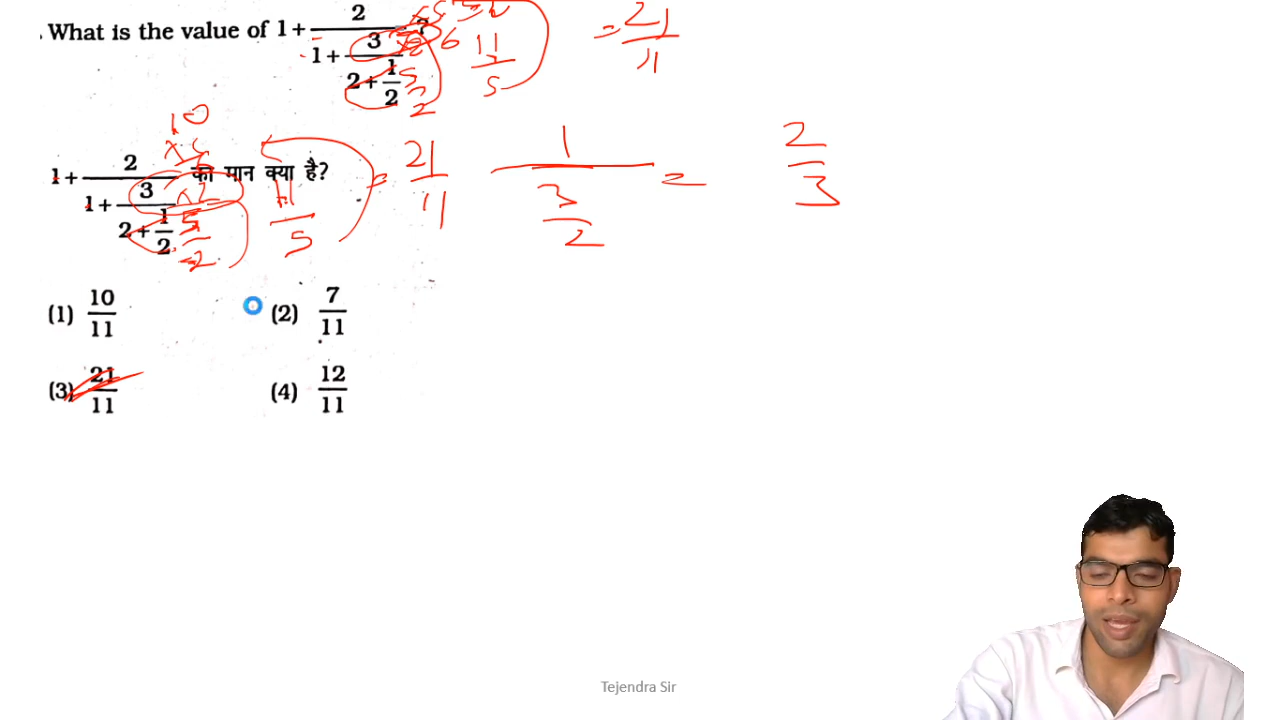 . What is the value of 1 + 2 / 1 + 3 / 2 + 1 / 2 ?
= 21 / 11
11 / 5
5 / 2
1 + 2 / 1 + 3 / 2 + 1 / 2 का मान क्या है?
10
11 / 5
= 21 / 11
1 / 3 / 2 = 2 / 3
(1) 10 / 11 (2) 7 / 11
(3) 21 / 11 (4) 12 / 11
Tejendra Sir